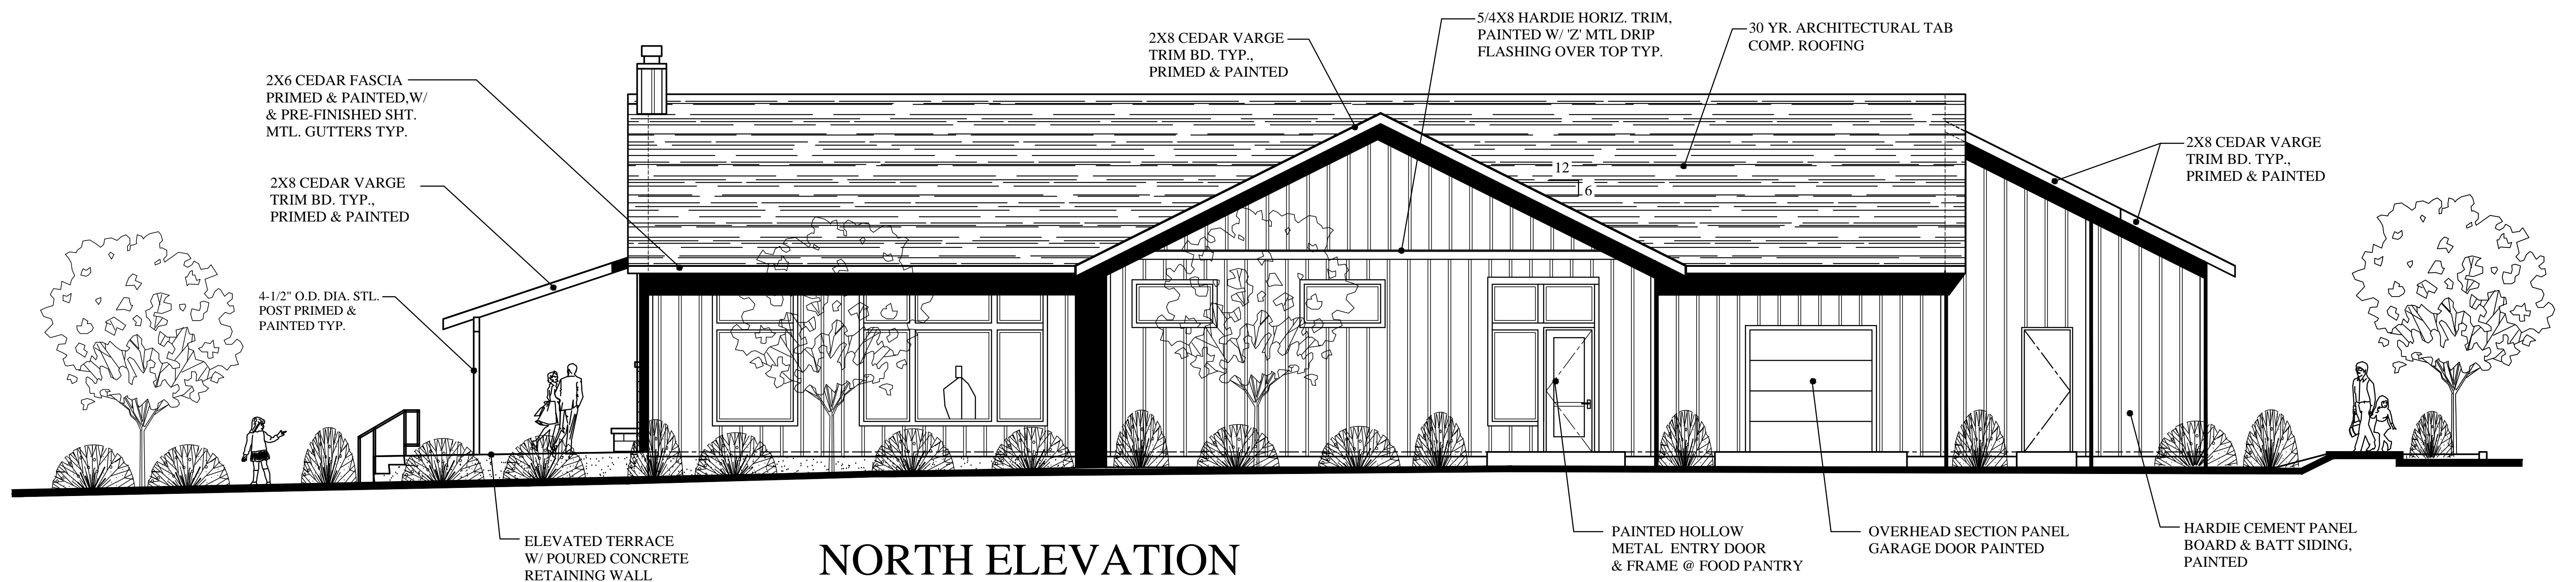 2X6 CEDAR FASCIA
PRIMED & PAINTED,W/
& PRE-FINISHED SHT.
MTL. GUTTERS TYP.
2X8 CEDAR VARGE
TRIM BD. TYP.,
PRIMED & PAINTED
4-1/2" O.D. DIA. STL.
POST PRIMED &
PAINTED TYP.
2X8 CEDAR VARGE
TRIM BD. TYP.,
PRIMED & PAINTED
5/4X8 HARDIE HORIZ. TRIM,
PAINTED W/ 'Z' MTL DRIP
FLASHING OVER TOP TYP.
30 YR. ARCHITECTURAL TAB
COMP. ROOFING
12
6
2X8 CEDAR VARGE
TRIM BD. TYP.,
PRIMED & PAINTED
ELEVATED TERRACE
W/ POURED CONCRETE
RETAINING WALL
NORTH ELEVATION
PAINTED HOLLOW
METAL ENTRY DOOR
& FRAME @ FOOD PANTRY
OVERHEAD SECTION PANEL
GARAGE DOOR PAINTED
HARDIE CEMENT PANEL
BOARD & BATT SIDING,
PAINTED